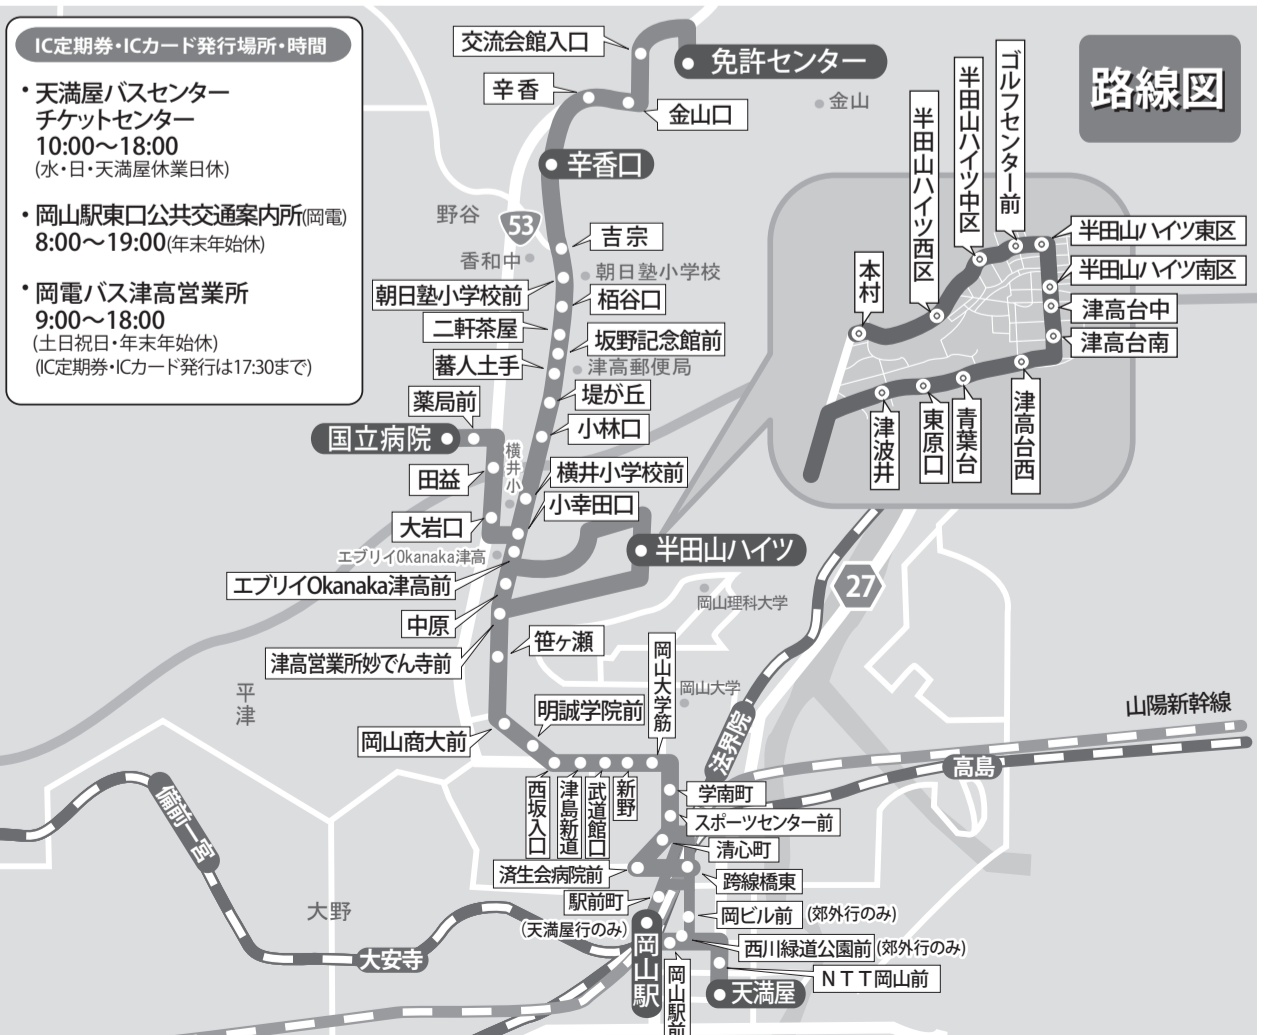 IC定期券・ICカード発行場所・時間
・天満屋バスセンター
チケットセンター
10:00〜18:00
(水・日・天満屋休業日休)
・岡山駅東口公共交通案内所(岡電)
8:00〜19:00(年末年始休)
・岡電バス津高営業所
9:00〜18:00
(土日祝日・年末年始休)
(IC定期券・ICカード発行は17:30まで)
路線図
交流会館入口
免許センター
辛香
金山口
金山
辛香口
野谷
53
吉宗
香和中
朝日塾小学校
朝日塾小学校前
栢谷口
二軒茶屋
坂野記念館前
蕃人土手
津高郵便局
薬局前
堤が丘
国立病院
小林口
横井小
田益
横井小学校前
小幸田口
大岩口
エブリイOkanaka津高
半田山ハイツ
エブリイOkanaka津高前
中原
津高営業所妙でん寺前
笹ヶ瀬
岡山理科大学
岡山大学
岡山大学筋
平津
明誠学院前
岡山商大前
西坂入口
津島新道
武道館口
新野
学南町
スポーツセンター前
清心町
済生会病院前
跨線橋東
駅前町
(天満屋行のみ)
岡ビル前
(郊外行のみ)
西川緑道公園前
(郊外行のみ)
NTT岡山前
岡山駅
岡山駅前
天満屋
本村
半田山ハイツ西区
半田山ハイツ中区
ゴルフセンター前
半田山ハイツ東区
半田山ハイツ南区
津高台中
津高台南
津高台西
青葉台
東原口
津波井
27
法界院
山陽新幹線
高島
備前一宮
大野
大安寺